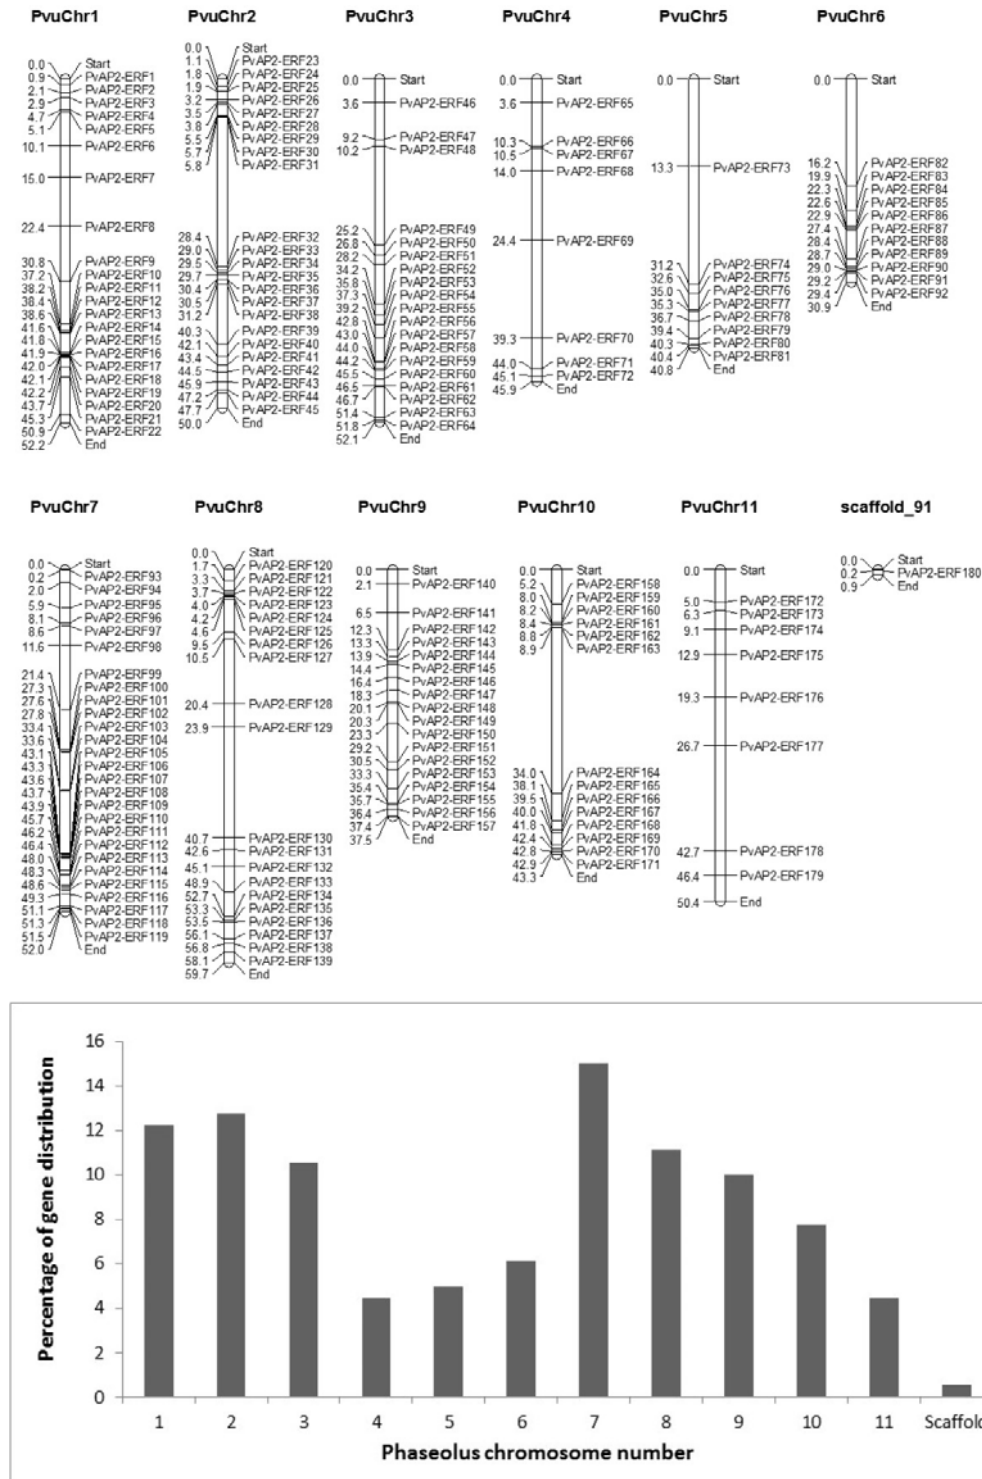 PvuChr1
0.0 Start
0.9 PvAP2-ERF1
2.1 PvAP2-ERF2
2.9 PvAP2-ERF3
4.7 PvAP2-ERF4
5.1 PvAP2-ERF5
10.1 PvAP2-ERF6
15.0 PvAP2-ERF7
22.4 PvAP2-ERF8
30.8 PvAP2-ERF9
37.2 PvAP2-ERF10
38.2 PvAP2-ERF11
38.4 PvAP2-ERF12
38.6 PvAP2-ERF13
41.6 PvAP2-ERF14
41.8 PvAP2-ERF15
41.9 PvAP2-ERF16
42.0 PvAP2-ERF17
42.1 PvAP2-ERF18
42.2 PvAP2-ERF19
43.7 PvAP2-ERF20
45.3 PvAP2-ERF21
50.9 PvAP2-ERF22
52.2 End
PvuChr2
0.0 Start
1.1 PvAP2-ERF23
1.8 PvAP2-ERF24
1.9 PvAP2-ERF25
3.2 PvAP2-ERF26
3.5 PvAP2-ERF27
3.8 PvAP2-ERF28
5.5 PvAP2-ERF29
5.7 PvAP2-ERF30
5.8 PvAP2-ERF31
28.4 PvAP2-ERF32
29.0 PvAP2-ERF33
29.5 PvAP2-ERF34
29.7 PvAP2-ERF35
30.4 PvAP2-ERF36
30.5 PvAP2-ERF37
31.2 PvAP2-ERF38
40.3 PvAP2-ERF39
42.1 PvAP2-ERF40
43.4 PvAP2-ERF41
44.5 PvAP2-ERF42
45.9 PvAP2-ERF43
47.2 PvAP2-ERF44
47.7 PvAP2-ERF45
50.0 End
PvuChr3
0.0 Start
3.6 PvAP2-ERF46
9.2 PvAP2-ERF47
10.2 PvAP2-ERF48
25.2 PvAP2-ERF49
26.8 PvAP2-ERF50
28.2 PvAP2-ERF51
34.2 PvAP2-ERF52
35.8 PvAP2-ERF53
37.3 PvAP2-ERF54
39.2 PvAP2-ERF55
42.8 PvAP2-ERF56
43.0 PvAP2-ERF57
44.0 PvAP2-ERF58
44.2 PvAP2-ERF59
45.5 PvAP2-ERF60
46.5 PvAP2-ERF61
46.7 PvAP2-ERF62
51.4 PvAP2-ERF63
51.8 PvAP2-ERF64
52.1 End
PvuChr4
0.0 Start
3.6 PvAP2-ERF65
10.3 PvAP2-ERF66
10.5 PvAP2-ERF67
14.0 PvAP2-ERF68
24.4 PvAP2-ERF69
39.3 PvAP2-ERF70
44.0 PvAP2-ERF71
45.1 PvAP2-ERF72
45.9 End
PvuChr5
0.0 Start
13.3 PvAP2-ERF73
31.2 PvAP2-ERF74
32.6 PvAP2-ERF75
35.0 PvAP2-ERF76
35.3 PvAP2-ERF77
36.7 PvAP2-ERF78
39.4 PvAP2-ERF79
40.3 PvAP2-ERF80
40.4 PvAP2-ERF81
40.8 End
PvuChr6
0.0 Start
16.2 PvAP2-ERF82
19.9 PvAP2-ERF83
22.3 PvAP2-ERF84
22.6 PvAP2-ERF85
22.9 PvAP2-ERF86
27.4 PvAP2-ERF87
28.4 PvAP2-ERF88
28.7 PvAP2-ERF89
29.0 PvAP2-ERF90
29.2 PvAP2-ERF91
29.4 PvAP2-ERF92
30.9 End
PvuChr7
0.0 Start
0.2 PvAP2-ERF93
2.0 PvAP2-ERF94
5.9 PvAP2-ERF95
8.1 PvAP2-ERF96
8.6 PvAP2-ERF97
11.6 PvAP2-ERF98
21.4 PvAP2-ERF99
27.3 PvAP2-ERF100
27.6 PvAP2-ERF101
27.8 PvAP2-ERF102
33.4 PvAP2-ERF103
33.6 PvAP2-ERF104
43.1 PvAP2-ERF105
43.3 PvAP2-ERF106
43.6 PvAP2-ERF107
43.7 PvAP2-ERF108
43.9 PvAP2-ERF109
45.7 PvAP2-ERF110
46.2 PvAP2-ERF111
46.4 PvAP2-ERF112
48.0 PvAP2-ERF113
48.3 PvAP2-ERF114
48.6 PvAP2-ERF115
49.3 PvAP2-ERF116
51.1 PvAP2-ERF117
51.3 PvAP2-ERF118
51.5 PvAP2-ERF119
52.0 End
PvuChr8
0.0 Start
1.7 PvAP2-ERF120
3.3 PvAP2-ERF121
3.7 PvAP2-ERF122
4.0 PvAP2-ERF123
4.2 PvAP2-ERF124
4.6 PvAP2-ERF125
9.5 PvAP2-ERF126
10.5 PvAP2-ERF127
20.4 PvAP2-ERF128
23.9 PvAP2-ERF129
40.7 PvAP2-ERF130
42.6 PvAP2-ERF131
45.1 PvAP2-ERF132
48.9 PvAP2-ERF133
52.7 PvAP2-ERF134
53.3 PvAP2-ERF135
53.5 PvAP2-ERF136
56.1 PvAP2-ERF137
56.8 PvAP2-ERF138
58.1 PvAP2-ERF139
59.7 End
PvuChr9
0.0 Start
2.1 PvAP2-ERF140
6.5 PvAP2-ERF141
12.3 PvAP2-ERF142
13.3 PvAP2-ERF143
13.9 PvAP2-ERF144
14.4 PvAP2-ERF145
16.4 PvAP2-ERF146
18.3 PvAP2-ERF147
20.1 PvAP2-ERF148
20.3 PvAP2-ERF149
23.3 PvAP2-ERF150
29.2 PvAP2-ERF151
30.5 PvAP2-ERF152
33.3 PvAP2-ERF153
35.4 PvAP2-ERF154
35.7 PvAP2-ERF155
36.4 PvAP2-ERF156
37.4 PvAP2-ERF157
37.5 End
PvuChr10
0.0 Start
5.2 PvAP2-ERF158
8.0 PvAP2-ERF159
8.2 PvAP2-ERF160
8.4 PvAP2-ERF161
8.8 PvAP2-ERF162
8.9 PvAP2-ERF163
34.0 PvAP2-ERF164
38.1 PvAP2-ERF165
39.5 PvAP2-ERF166
40.0 PvAP2-ERF167
41.8 PvAP2-ERF168
42.4 PvAP2-ERF169
42.8 PvAP2-ERF170
42.9 PvAP2-ERF171
43.3 End
PvuChr11
0.0 Start
5.0 PvAP2-ERF172
6.3 PvAP2-ERF173
9.1 PvAP2-ERF174
12.9 PvAP2-ERF175
19.3 PvAP2-ERF176
26.7 PvAP2-ERF177
42.7 PvAP2-ERF178
46.4 PvAP2-ERF179
50.4 End
scaffold_91
0.0 Start
0.2 PvAP2-ERF180
0.9 End
Percentage of gene distribution
16
14
12
10
8
6
4
2
0
1 2 3 4 5 6 7 8 9 10 11 Scaffold
Phaseolus chromosome number